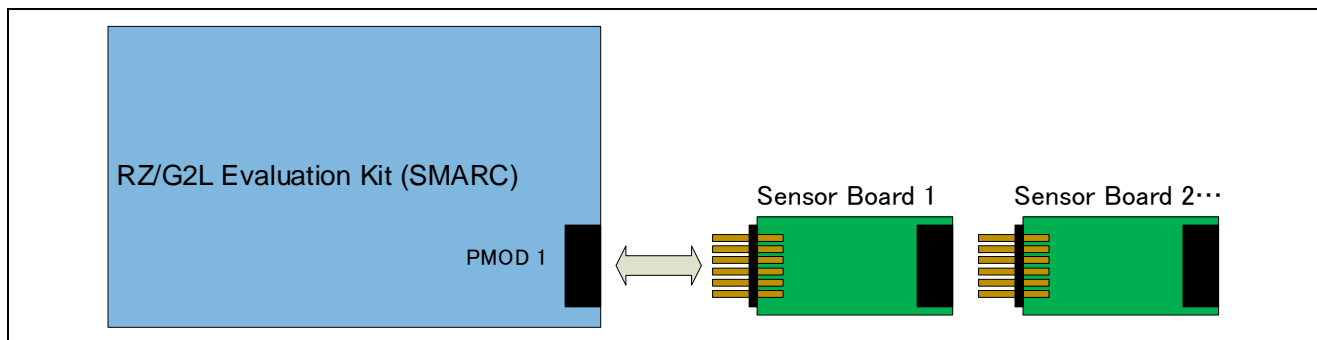 RZ/G2L Evaluation Kit (SMARC)
PMOD 1
Sensor Board 1
Sensor Board 2⋯